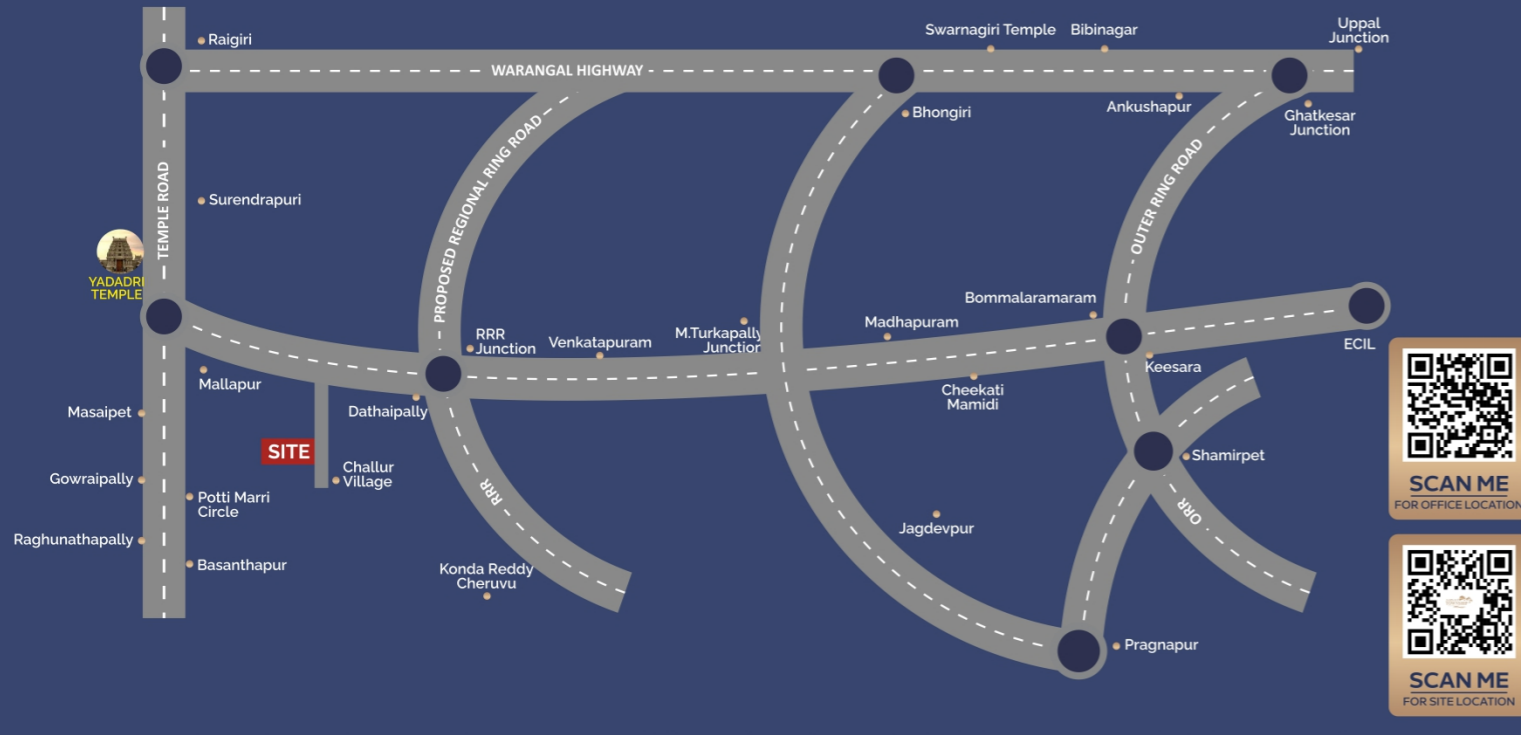 Raigiri
Swarnagiri Temple
Bibinagar
Uppal
Junction
WARANGAL HIGHWAY
Bhongiri
Ankushapur
Ghatkesar
Junction
TEMPLE ROAD
Surendrapuri
PROPOSED REGIONAL RING ROAD
OUTER RING ROAD
YADADRI
TEMPLE
RRR
Junction
Venkatapuram
M.Turkapally
Junction
Madhapuram
Bommalaramaram
ECIL
Mallapur
Keesara
Cheekati
Mamidi
Masaipet
Dathaipally
SITE
Challur
Village
Shamirpet
Gowraipally
Potti Marri
Circle
RRR
ORR
Jagdevpur
Raghunathapally
Basanthapur
Konda Reddy
Cheruvu
Pragnapur
SCAN ME
FOR OFFICE LOCATION
SCAN ME
FOR SITE LOCATION